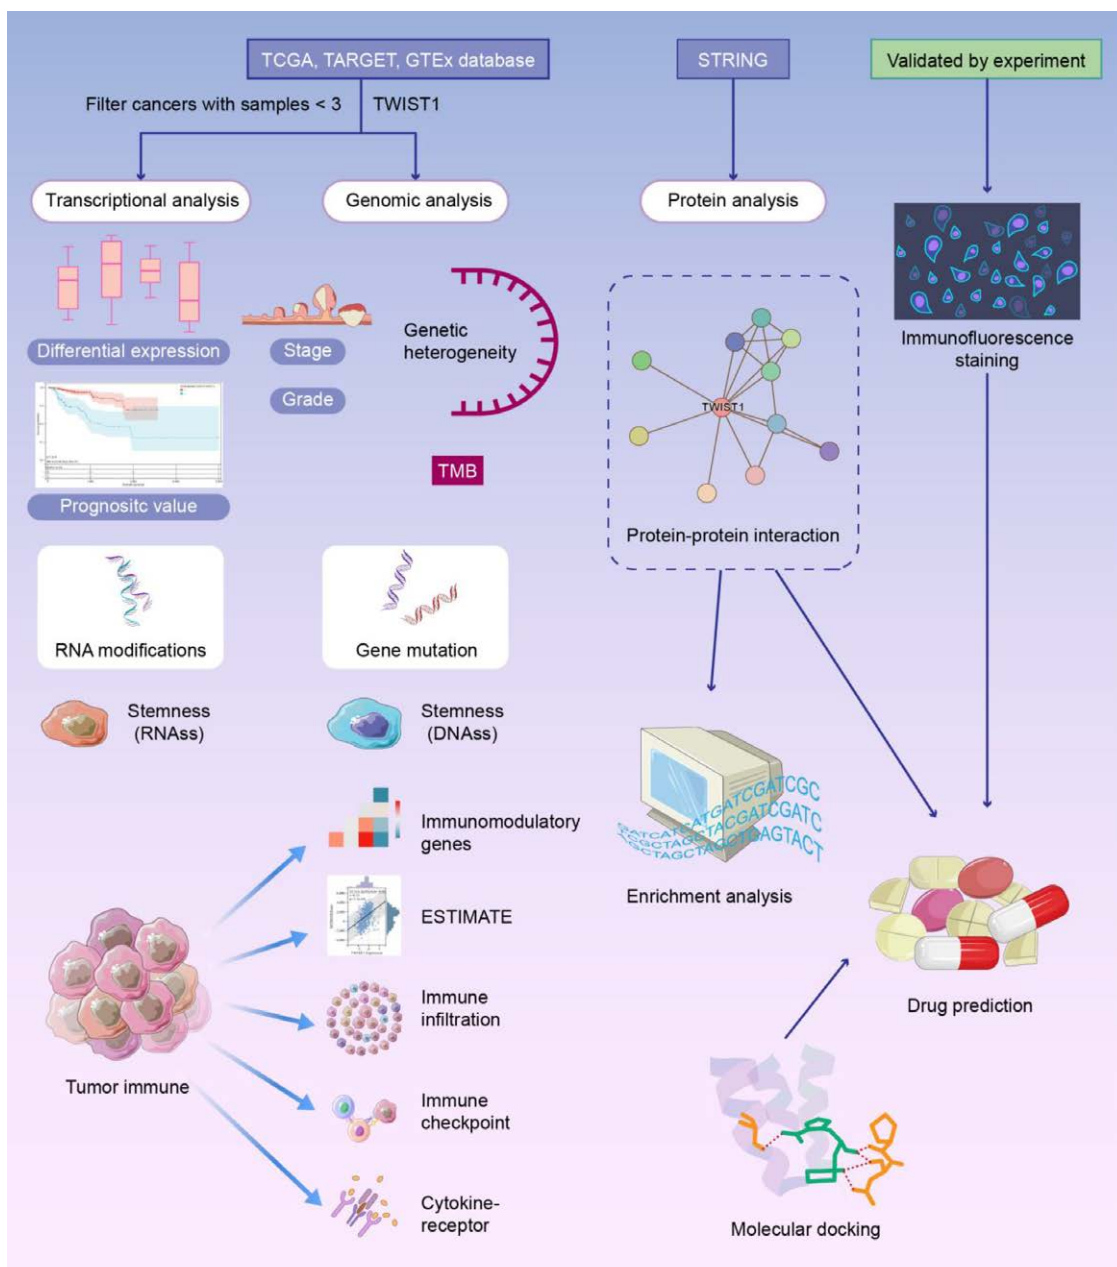 TCGA, TARGET, GTEx database
STRING
Validated by experiment
Filter cancers with samples < 3
TWIST1
Transcriptional analysis
Genomic analysis
Protein analysis
Differential expression
Stage
Grade
Genetic
heterogeneity
TWIST1
Immunofluorescence
staining
TMB
Prognositc value
Protein-protein interaction
RNA modifications
Gene mutation
Stemness
(RNAss)
Stemness
(DNAss)
Immunomodulatory
genes
GATCATCATGATCGATCGC
TCGCTAGCTACGATCGATC
TGCTAGCTAGCTGAGTACT
Enrichment analysis
ESTIMATE
Immune
infiltration
Drug prediction
Tumor immune
Immune
checkpoint
Cytokine-
receptor
Molecular docking